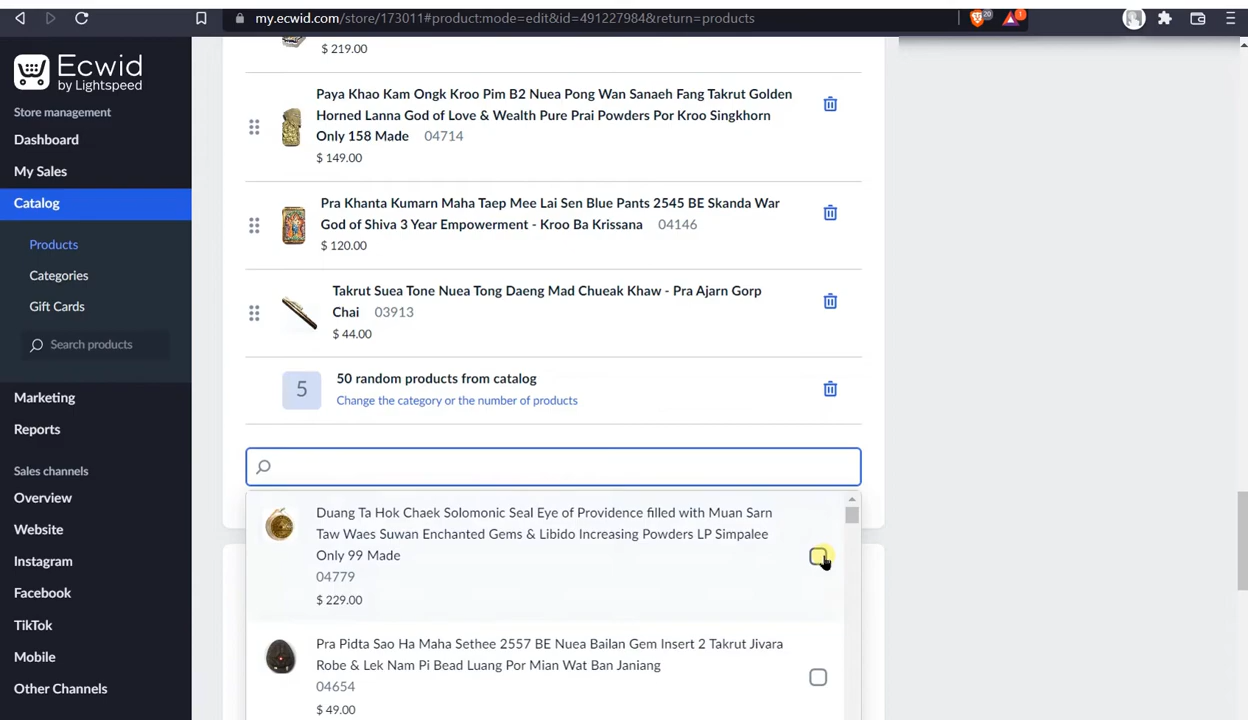 my.ecwid.com/store/173011#product:mode=edit&id=491227984&return=products
20
1
Ecwid
by Lightspeed
Store management
Dashboard
My Sales
Catalog
Products
Categories
Gift Cards
Search products
Marketing
Reports
Sales channels
Overview
Website
Instagram
Facebook
TikTok
Mobile
Other Channels
$ 219.00
Paya Khao Kam Ongk Kroo Pim B2 Nuea Pong Wan Sanaeh Fang Takrut Golden
Horned Lanna God of Love & Wealth Pure Prai Powders Por Kroo Singkhorn
Only 158 Made 04714
$ 149.00
Pra Khanta Kumarn Maha Taep Mee Lai Sen Blue Pants 2545 BE Skanda War
God of Shiva 3 Year Empowerment - Kroo Ba Krissana 04146
$ 120.00
Takrut Suea Tone Nuea Tong Daeng Mad Chueak Khaw - Pra Ajarn Gorp
Chai 03913
$ 44.00
5
50 random products from catalog
Change the category or the number of products
Duang Ta Hok Chaek Solomonic Seal Eye of Providence filled with Muan Sarn
Taw Waes Suwan Enchanted Gems & Libido Increasing Powders LP Simpalee
Only 99 Made
04779
$ 229.00
Pra Pidta Sao Ha Maha Sethee 2557 BE Nuea Bailan Gem Insert 2 Takrut Jivara
Robe & Lek Nam Pi Bead Luang Por Mian Wat Ban Janiang
04654
$ 49.00